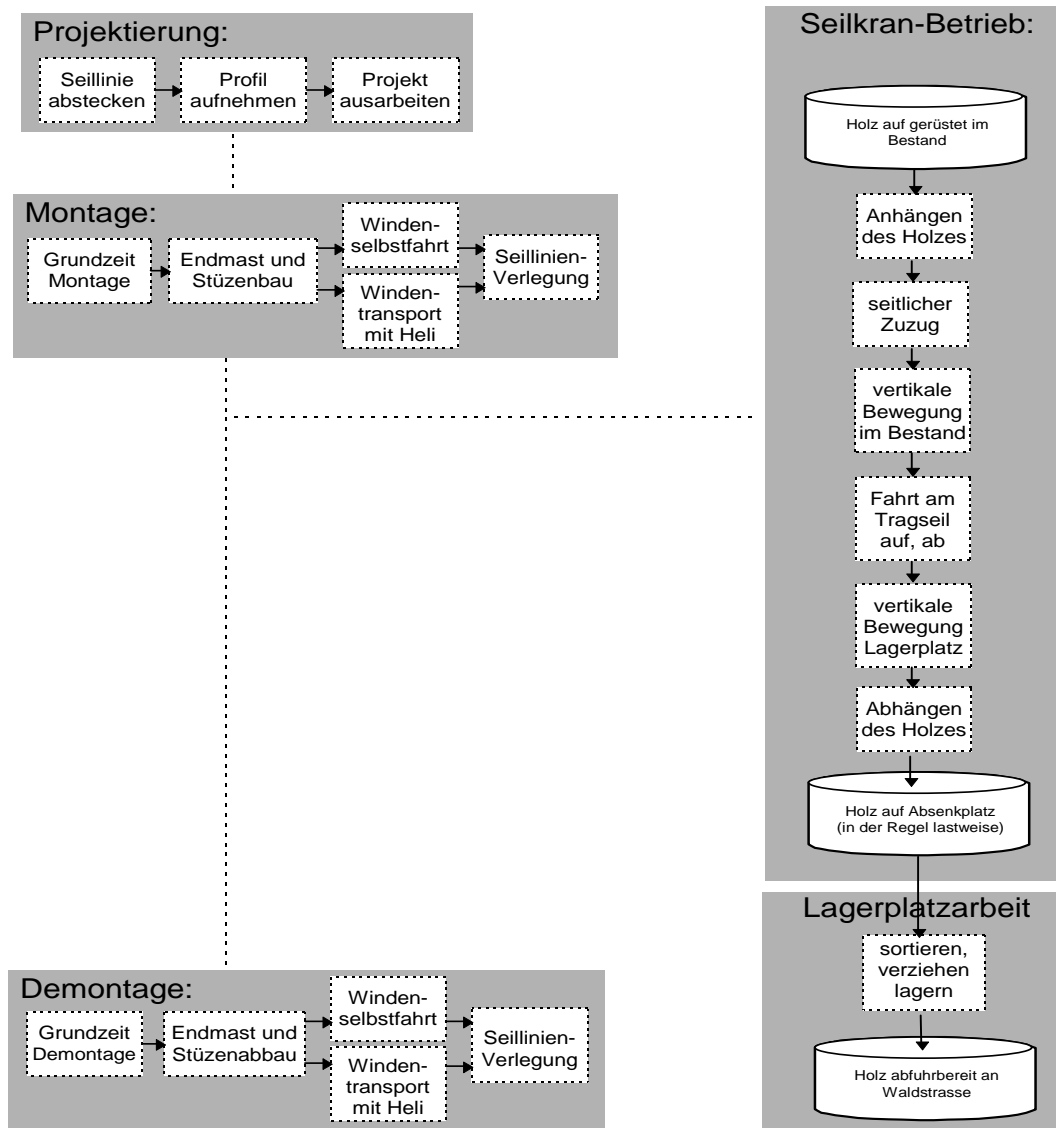 Projektierung:
Seillinie
abstecken
Profil
aufnehmen
Projekt
ausarbeiten
Montage:
Grundzeit
Montage
Endmast und
Stüzenbau
Winden-
selbstfahrt
Winden-
transport
mit Heli
Seillinien-
Verlegung
Demontage:
Grundzeit
Demontage
Endmast und
Stüzenabbau
Winden-
selbstfahrt
Winden-
transport
mit Heli
Seillinien-
Verlegung
Seilkran-Betrieb:
Holz auf gerüstet im
Bestand
Anhängen
des Holzes
seitlicher
Zuzug
vertikale
Bewegung
im Bestand
Fahrt am
Tragseil
auf, ab
vertikale
Bewegung
Lagerplatz
Abhängen
des Holzes
Holz auf Absenkplatz
(in der Regel lastweise)
Lagerplatzarbeit
sortieren,
verziehen
lagern
Holz abfuhrbereit an
Waldstrasse